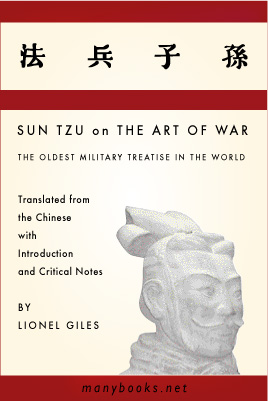 法兵子孫
SUN TZU on THE ART OF WAR
THE OLDEST MILITARY TREATISE IN THE WORLD
Translated from
the Chinese
with
Introduction
and Critical Notes
BY
LIONEL GILES
manybooks.net